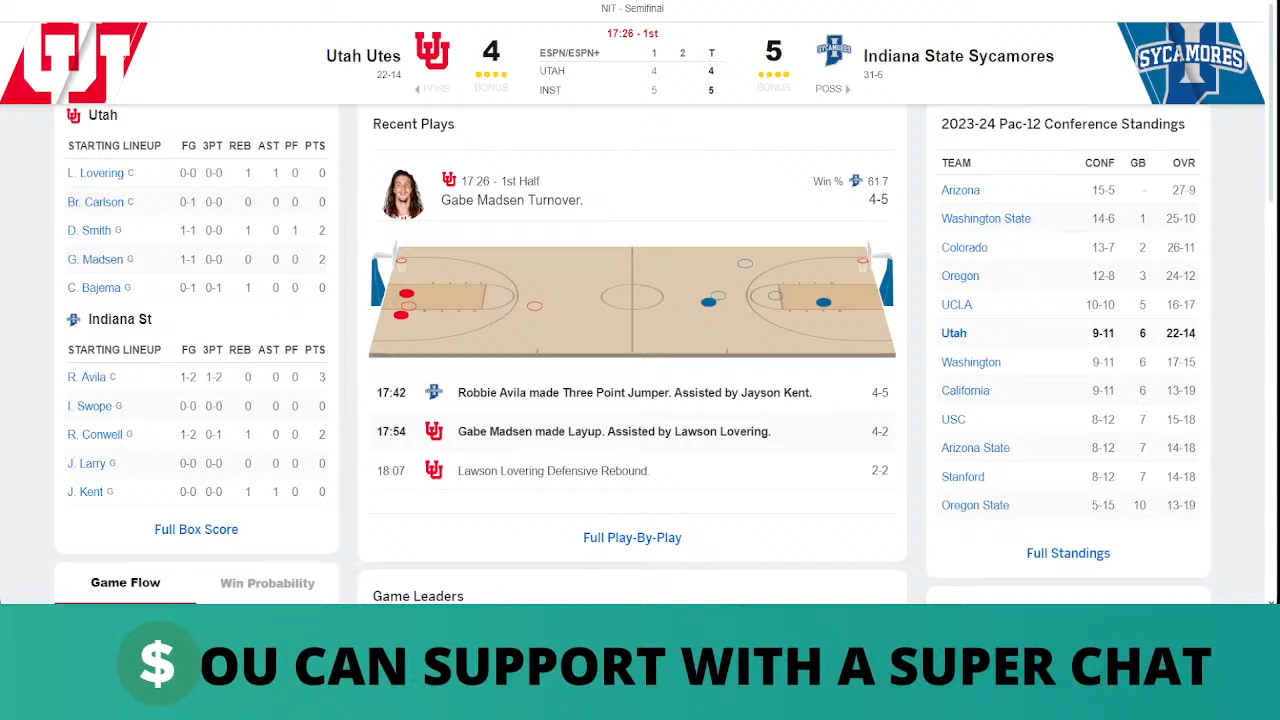 NIT - Semifinal
17:26 - 1st
Utah Utes
22-14
4
BONUS
POSS
ESPN/ESPN+ 1 2 T
UTAH 4 4
INST 5 5
5
BONUS
Indiana State Sycamores
31-6
POSS
SYCAMORES
SYCAMORES
Utah
STARTING LINEUP FG 3PT REB AST PF PTS
L. Lovering C 0-0 0-0 1 1 0 0
Br. Carlson C 0-1 0-0 0 0 0 0
D. Smith G 1-1 0-0 1 0 1 2
G. Madsen G 1-1 0-0 0 0 0 2
C. Bajema G 0-1 0-1 1 0 0 0
Indiana St
STARTING LINEUP FG 3PT REB AST PF PTS
R. Avila C 1-2 1-2 0 0 0 3
I. Swope G 0-0 0-0 0 0 0 0
R. Conwell G 1-2 0-1 1 0 0 2
J. Larry G 0-0 0-0 0 0 0 0
J. Kent G 0-0 0-0 1 1 0 0
Full Box Score
Game Flow Win Probability
Recent Plays
17:26 - 1st Half
Gabe Madsen Turnover.
Win % 61.7
4-5
17:42 Robbie Avila made Three Point Jumper. Assisted by Jayson Kent. 4-5
17:54 Gabe Madsen made Layup. Assisted by Lawson Lovering. 4-2
18:07 Lawson Lovering Defensive Rebound. 2-2
Full Play-By-Play
Game Leaders
2023-24 Pac-12 Conference Standings
TEAM CONF GB OVR
Arizona 15-5 - 27-9
Washington State 14-6 1 25-10
Colorado 13-7 2 26-11
Oregon 12-8 3 24-12
UCLA 10-10 5 16-17
Utah 9-11 6 22-14
Washington 9-11 6 17-15
California 9-11 6 13-19
USC 8-12 7 15-18
Arizona State 8-12 7 14-18
Stanford 8-12 7 14-18
Oregon State 5-15 10 13-19
Full Standings
$ OU CAN SUPPORT WITH A SUPER CHAT